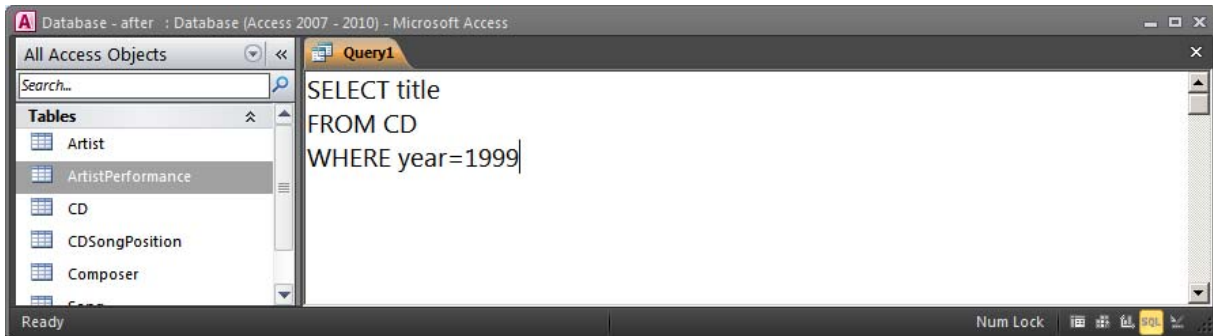 A Database - after : Database (Access 2007 - 2010) - Microsoft Access
All Access Objects
Query1
Search...
SELECT title
FROM CD
WHERE year=1999
Tables
Artist
ArtistPerformance
CD
CDSongPosition
Composer
Ready
Num Lock
SQL